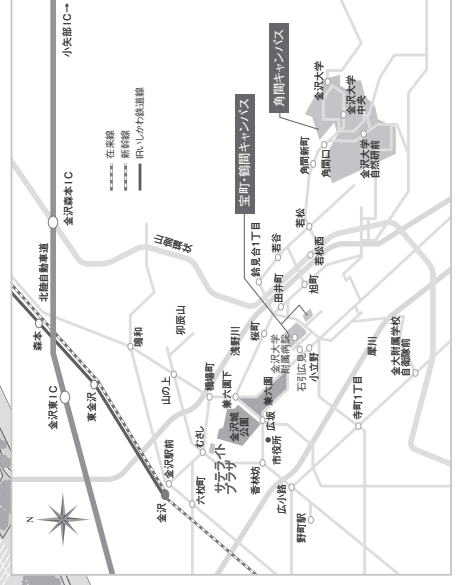 N
小矢部IC→
在来線
新幹線
IRいしかわ鉄道線
北陸自動車道
金沢森本IC
森本
金沢東IC
東金沢
金沢
金沢駅前
六枚町
むさし
サテライト
プラザ
鳴和
卯辰山
山の上
橋場町
浅野川
兼六園下
金沢城
公園
兼六園
広坂
市役所
香林坊
広小路
野町駅
寺町1丁目
犀川
桜町
金沢大学
附属病院
石引広見
小立野
山側環状
鈴見台1丁目
田井町
若谷
旭町
若松西
若松
宝町・鶴間キャンパス
角間キャンパス
角間新町
角間口
金沢大学
金沢大学
中央
金沢大学
自然研前
金大附属学校
自衛隊前